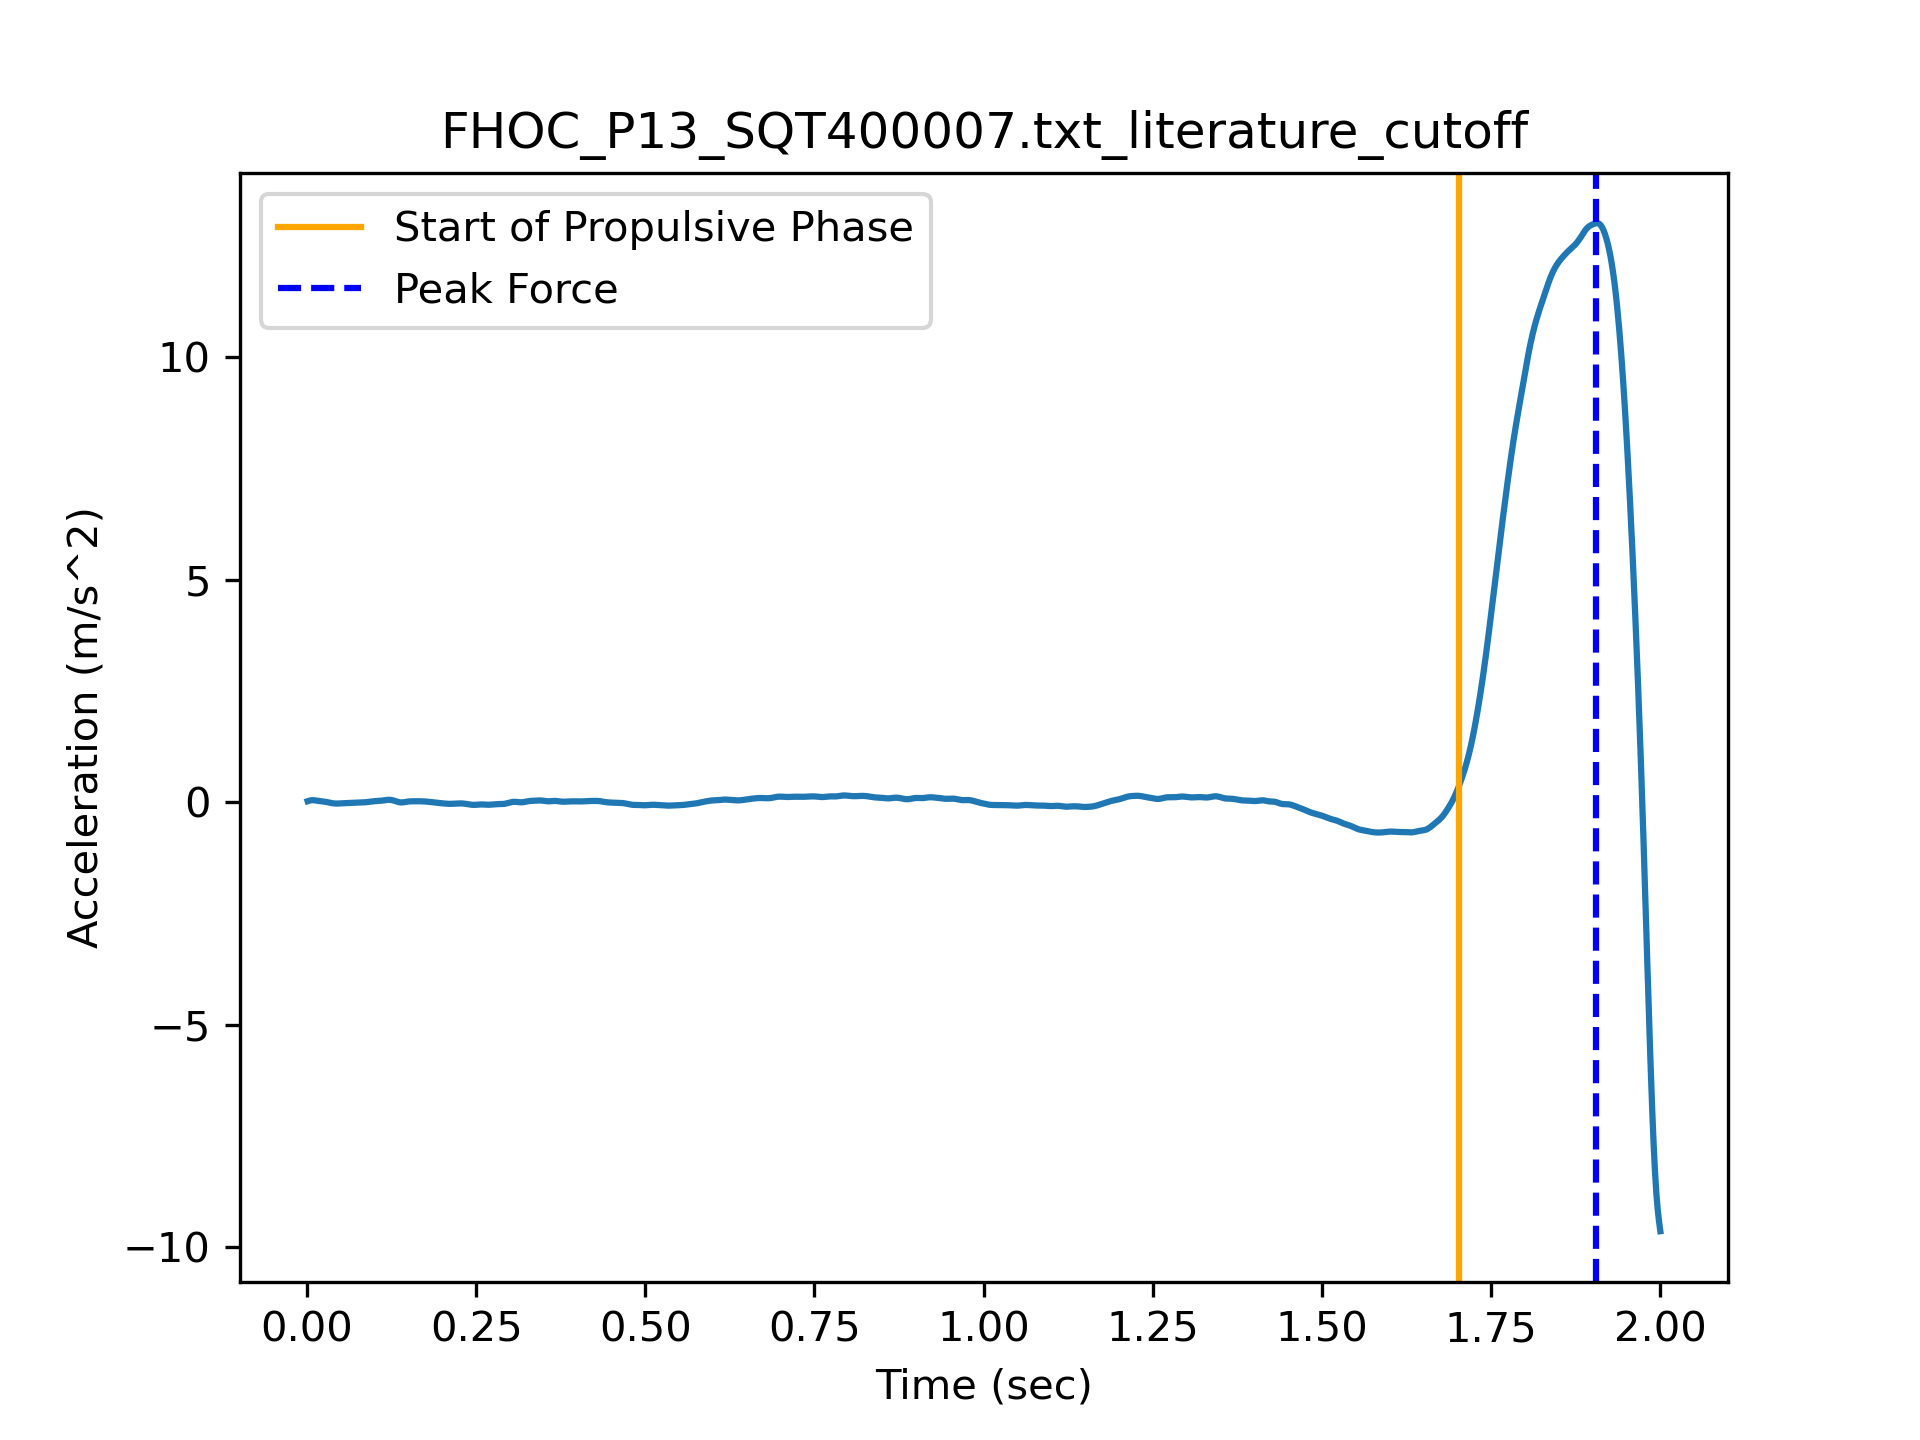 FHOC_P13_SQT400007.txt_literature_cutoff
Start of Propulsive Phase
Peak Force
Acceleration (m/s^2)
10
5
0
−5
−10
0.00 0.25 0.50 0.75 1.00 1.25 1.50 1.75 2.00
Time (sec)